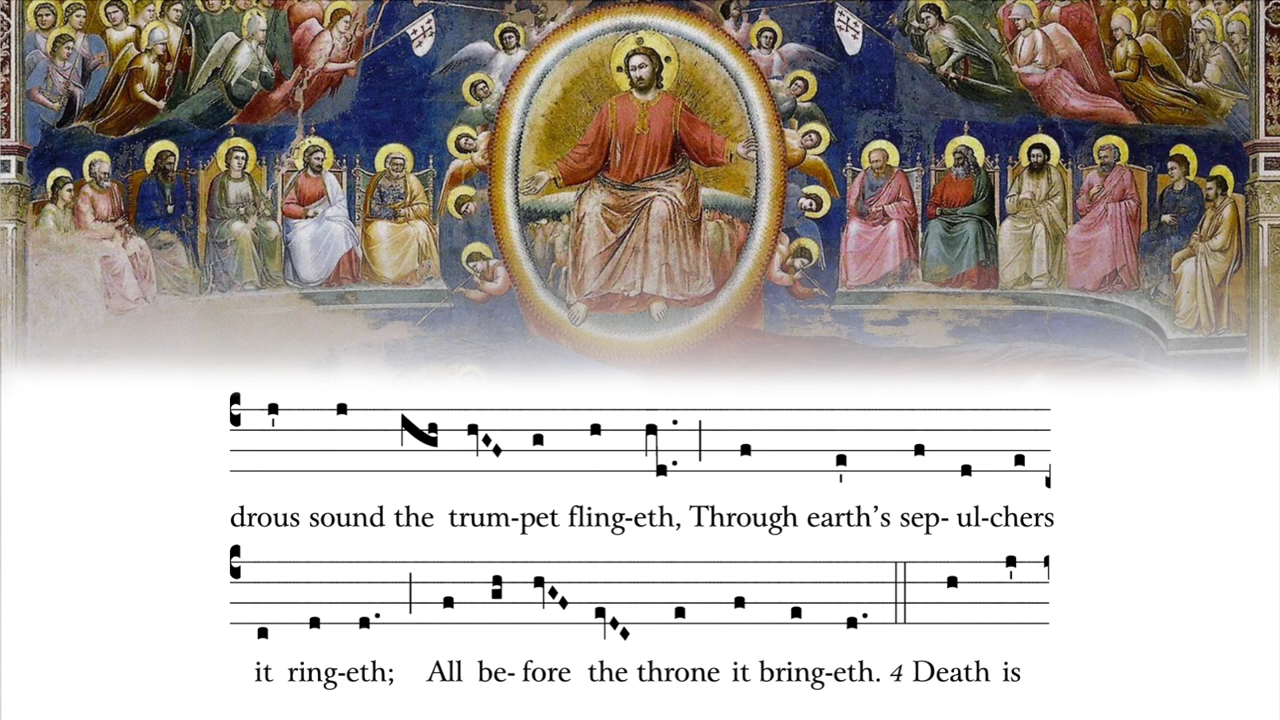 drous sound the trum-pet fling-eth, Through earth’s sep- ul-chers
it ring-eth; All be- fore the throne it bring-eth. 4 Death is